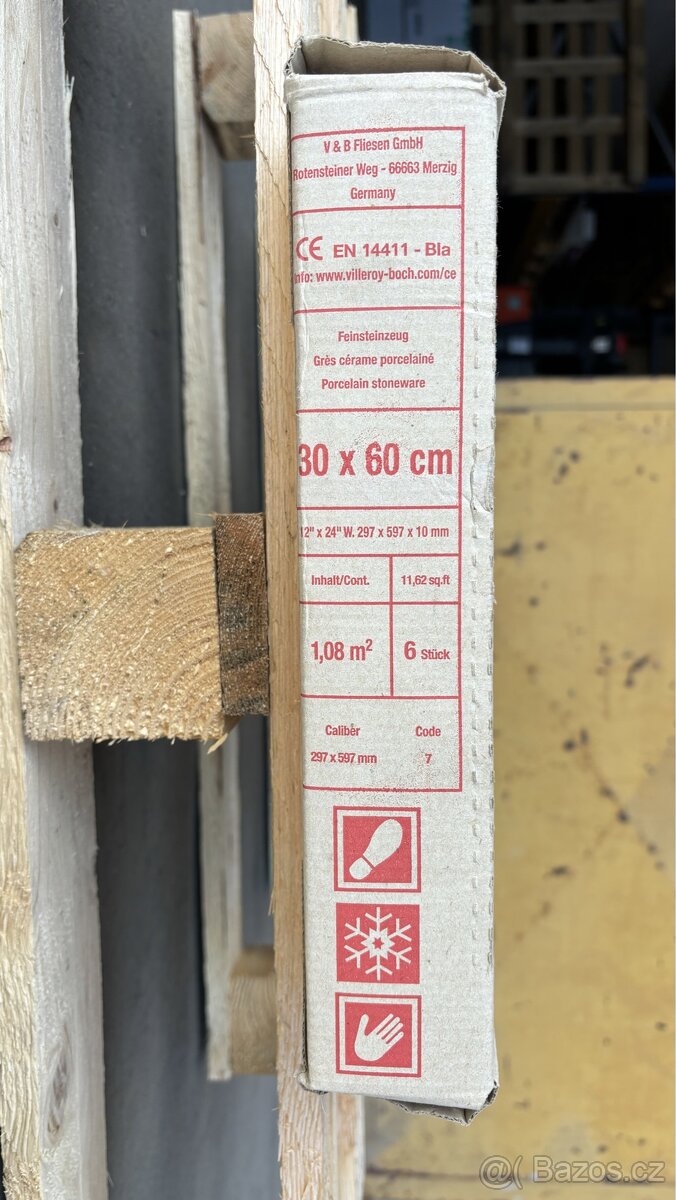 V & B Fliesen GmbH
Rotensteiner Weg - 66663 Merzig
Germany
CE EN 14411 - Bla
Info: www.villeroy-boch.com/ce
Feinsteinzeug
Grès cérame porcelainé
Porcelain stoneware
30 x 60 cm
12" x 24" W. 297 x 597 x 10 mm
Inhalt/Cont. 11,62 sq.ft
1,08 m² 6 Stück
Caliber Code
297 x 597 mm 7
@( Bazos.cz